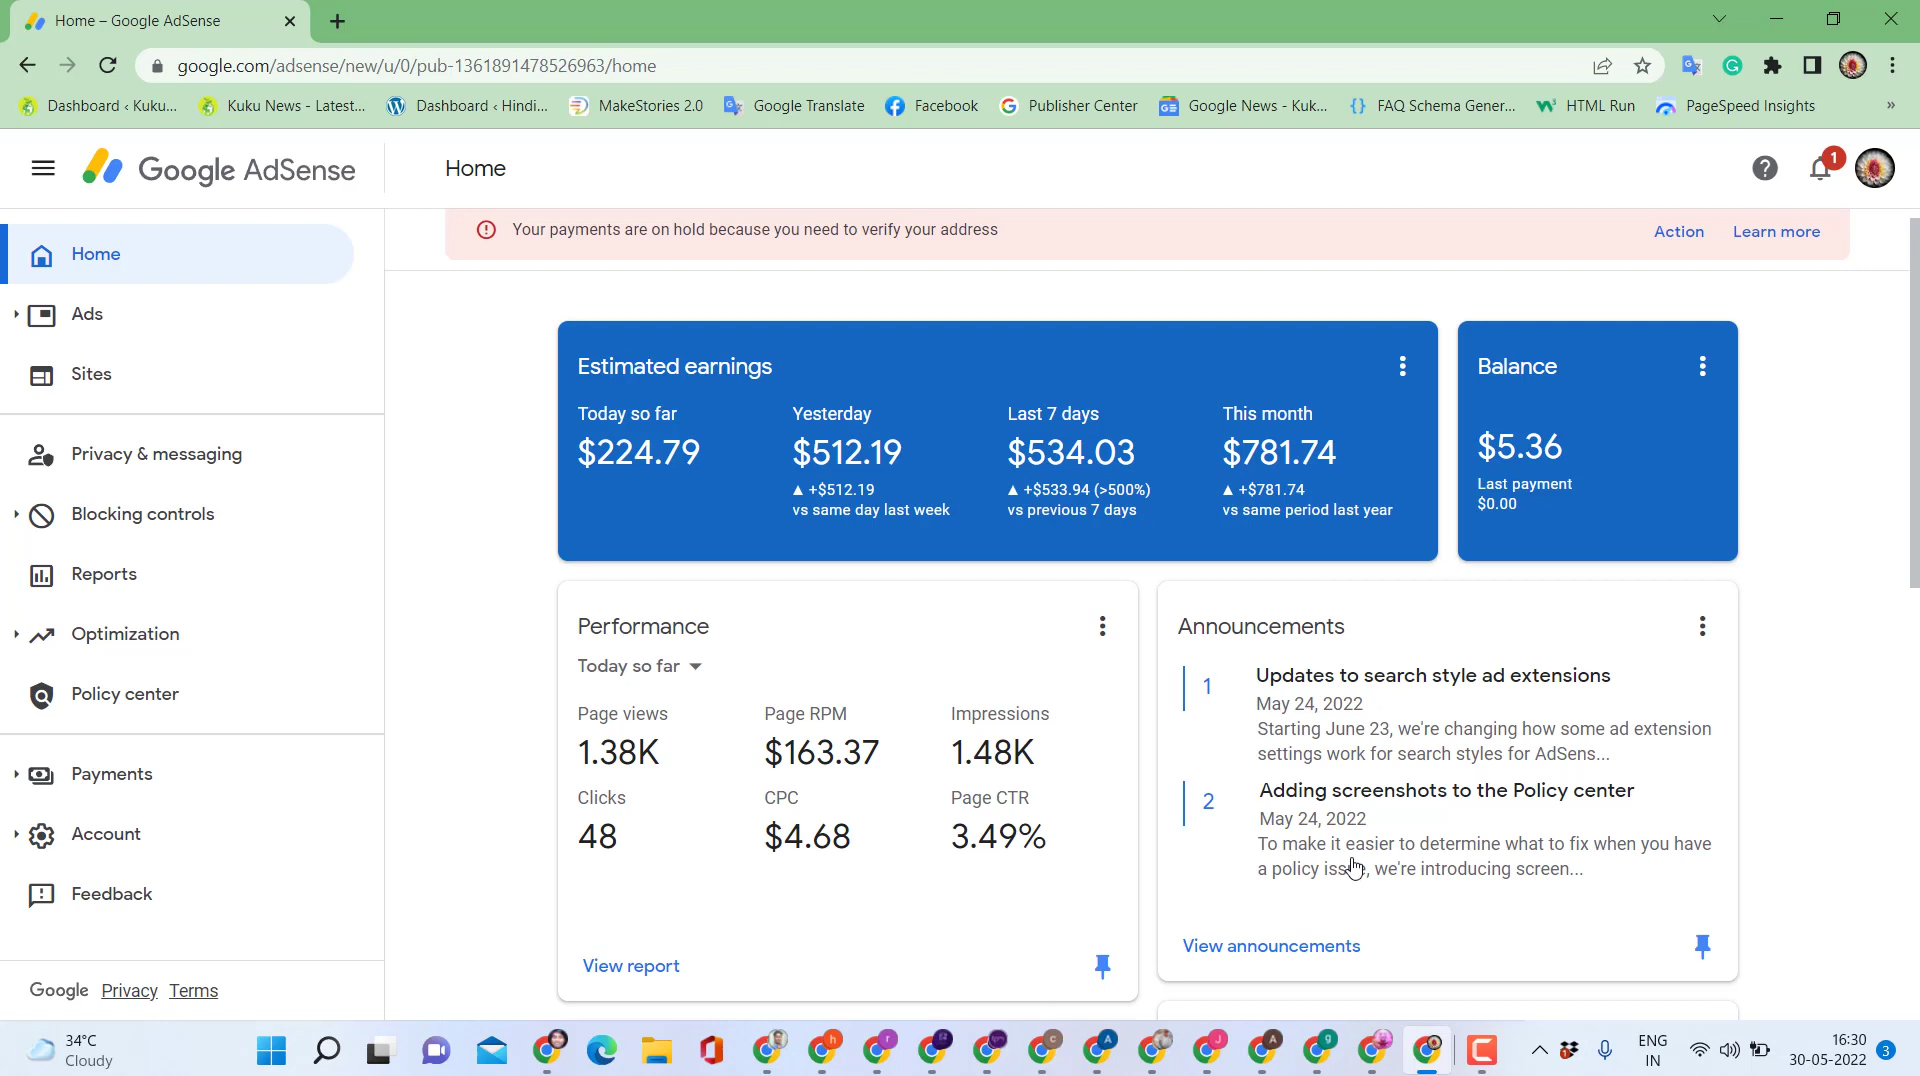 Home – Google AdSense
google.com/adsense/new/u/0/pub-1361891478526963/home
Dashboard ‹ Kuku...
Kuku News - Latest...
Dashboard ‹ Hindi...
MakeStories 2.0
Google Translate
Facebook
Publisher Center
Google News - Kuk...
FAQ Schema Gener...
HTML Run
PageSpeed Insights
»
Google AdSense
Home
1
Your payments are on hold because you need to verify your address
Action
Learn more
Home
Ads
Sites
Privacy & messaging
Blocking controls
Reports
Optimization
Policy center
Payments
Account
Feedback
Google Privacy Terms
Estimated earnings
Today so far
$224.79
Yesterday
$512.19
▲ +$512.19
vs same day last week
Last 7 days
$534.03
▲ +$533.94 (>500%)
vs previous 7 days
This month
$781.74
▲ +$781.74
vs same period last year
Balance
$5.36
Last payment
$0.00
Performance
Today so far
Page views
1.38K
Page RPM
$163.37
Impressions
1.48K
Clicks
48
CPC
$4.68
Page CTR
3.49%
View report
Announcements
1
Updates to search style ad extensions
May 24, 2022
Starting June 23, we're changing how some ad extension
settings work for search styles for AdSens...
2
Adding screenshots to the Policy center
May 24, 2022
To make it easier to determine what to fix when you have
a policy issue, we're introducing screen...
View announcements
34°C
Cloudy
ENG
IN
16:30
30-05-2022
3